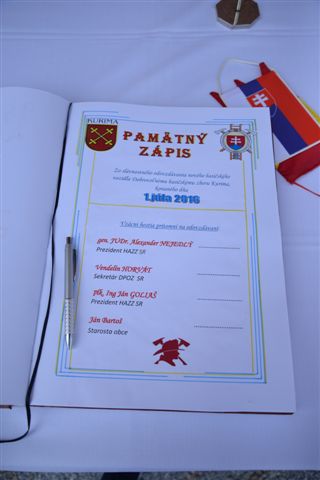 KURIMA
PAMÄTNÝ
ZÁPIS
Zo slávnostného odovzdávania nového hasičského
vozidla Dobrovoľnému hasičskému zboru Kurima,
konaného dňa
1.júla 2016
Vzácni hostia prítomní na odovzdávaní
gen. JUDr. Alexander NEJEDLÝ
Prezident HAZZ SR
Vendelín HORVÁT
Sekretár DPOZ SR
plk. Ing Ján GOLIAŠ
Prezident HAZZ SR
Ján Bartoš
Starosta obce